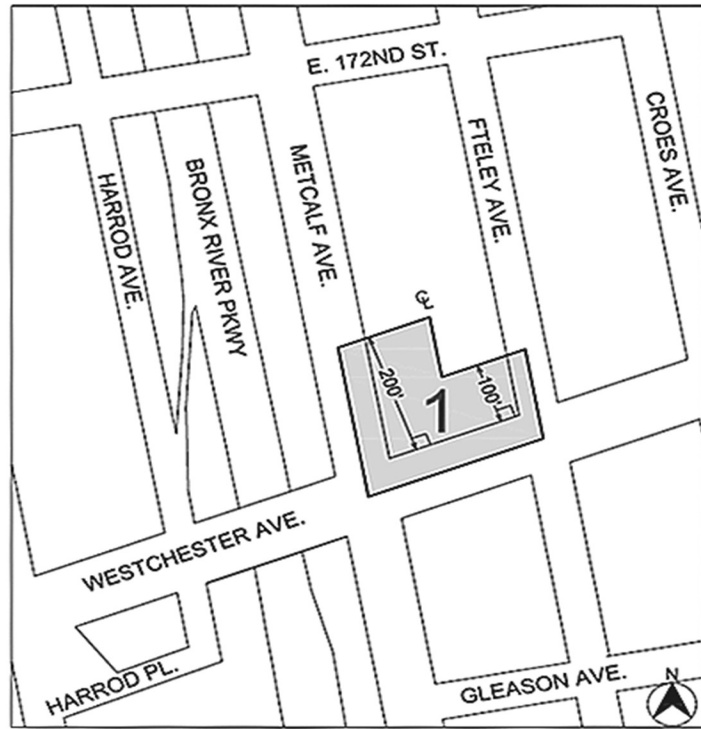 E. 172ND ST.
CROES AVE.
FTELEY AVE.
METCALF AVE.
BRONX RIVER PKWY
HARROD AVE.
200'
100'
1
WESTCHESTER AVE.
HARROD PL.
GLEASON AVE.
N